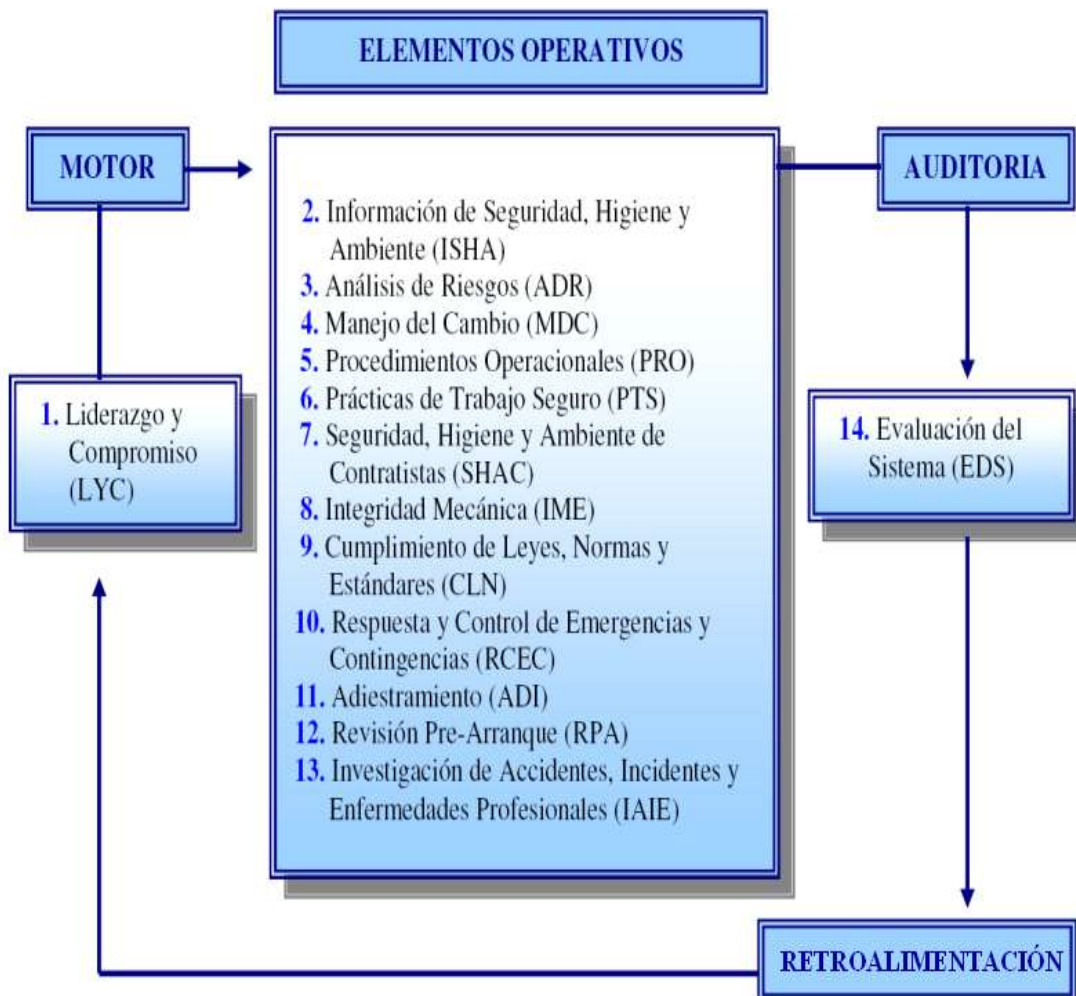 ELEMENTOS OPERATIVOS
MOTOR
1. Liderazgo y
Compromiso
(LYC)
2. Información de Seguridad, Higiene y
Ambiente (ISHA)
3. Análisis de Riesgos (ADR)
4. Manejo del Cambio (MDC)
5. Procedimientos Operacionales (PRO)
6. Prácticas de Trabajo Seguro (PTS)
7. Seguridad, Higiene y Ambiente de
Contratistas (SHAC)
8. Integridad Mecánica (IME)
9. Cumplimiento de Leyes, Normas y
Estándares (CLN)
10. Respuesta y Control de Emergencias y
Contingencias (RCEC)
11. Adiestramiento (ADI)
12. Revisión Pre-Arranque (RPA)
13. Investigación de Accidentes, Incidentes y
Enfermedades Profesionales (IAIE)
AUDITORIA
14. Evaluación del
Sistema (EDS)
RETROALIMENTACIÓN